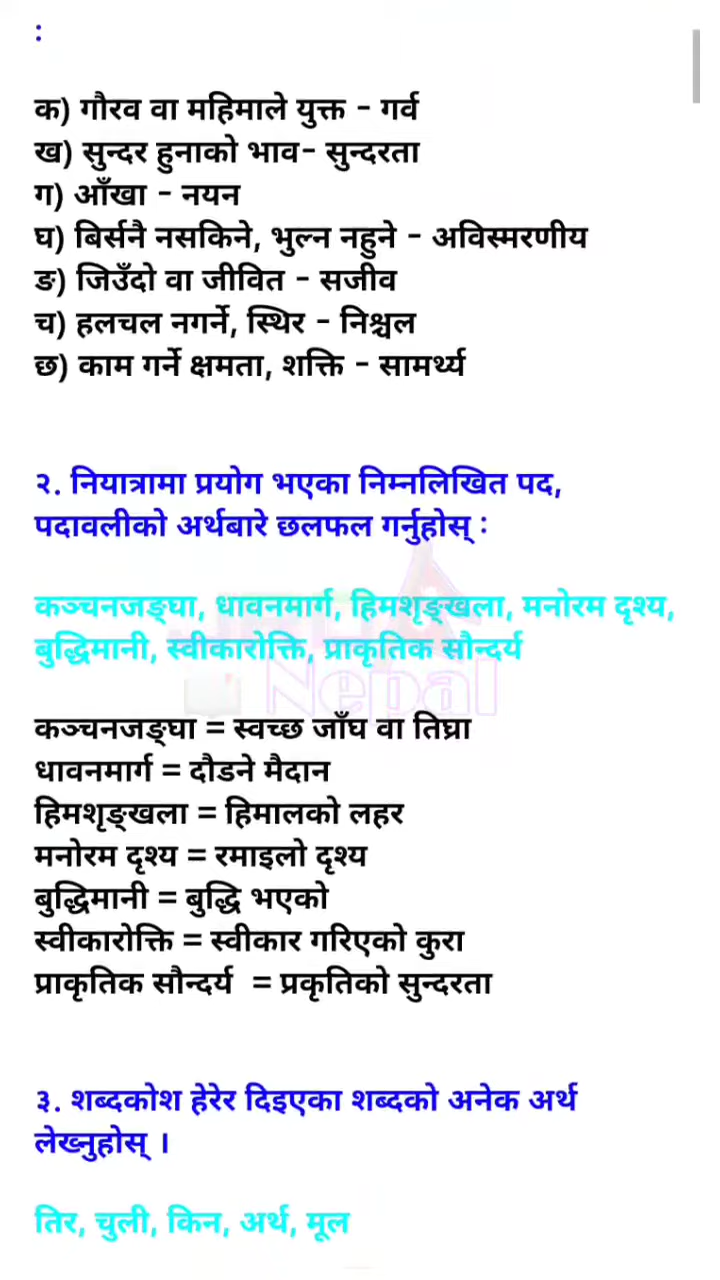 :
क) गौरव वा महिमाले युक्त - गर्व
ख) सुन्दर हुनाको भाव- सुन्दरता
ग) आँखा - नयन
घ) बिर्सनै नसकिने, भुल्न नहुने - अविस्मरणीय
ङ) जिउँदो वा जीवित - सजीव
च) हलचल नगर्ने, स्थिर - निश्चल
छ) काम गर्ने क्षमता, शक्ति - सामर्थ्य
२. नियात्रामा प्रयोग भएका निम्नलिखित पद,
पदावलीको अर्थबारे छलफल गर्नुहोस् :
कञ्चनजङ्घा, धावनमार्ग, हिमशृङ्खला, मनोरम दृश्य,
बुद्धिमानी, स्वीकारोक्ति, प्राकृतिक सौन्दर्य
Nepal
कञ्चनजङ्घा = स्वच्छ जाँघ वा तिघ्रा
धावनमार्ग = दौडने मैदान
हिमशृङ्खला = हिमालको लहर
मनोरम दृश्य = रमाइलो दृश्य
बुद्धिमानी = बुद्धि भएको
स्वीकारोक्ति = स्वीकार गरिएको कुरा
प्राकृतिक सौन्दर्य = प्रकृतिको सुन्दरता
३. शब्दकोश हेरेर दिइएका शब्दको अनेक अर्थ
लेख्नुहोस् ।
तिर, चुली, किन, अर्थ, मूल